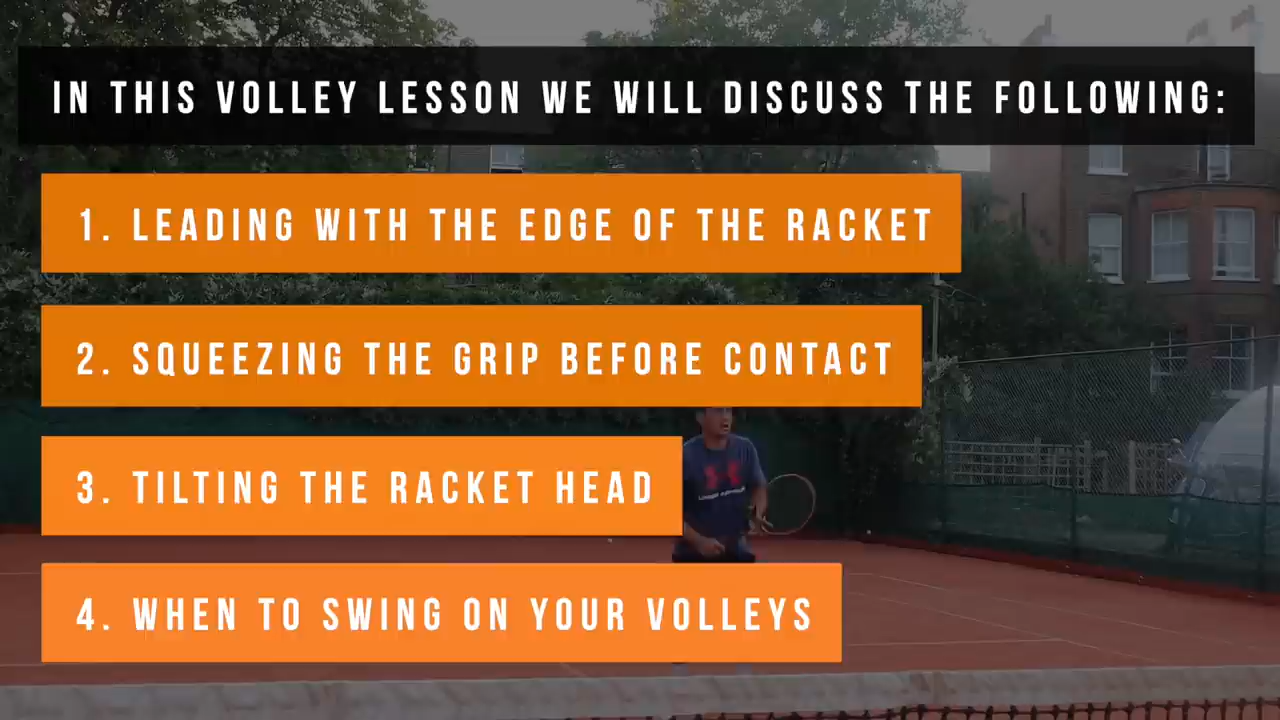 IN THIS VOLLEY LESSON WE WILL DISCUSS THE FOLLOWING:
1. LEADING WITH THE EDGE OF THE RACKET
2. SQUEEZING THE GRIP BEFORE CONTACT
3. TILTING THE RACKET HEAD
4. WHEN TO SWING ON YOUR VOLLEYS